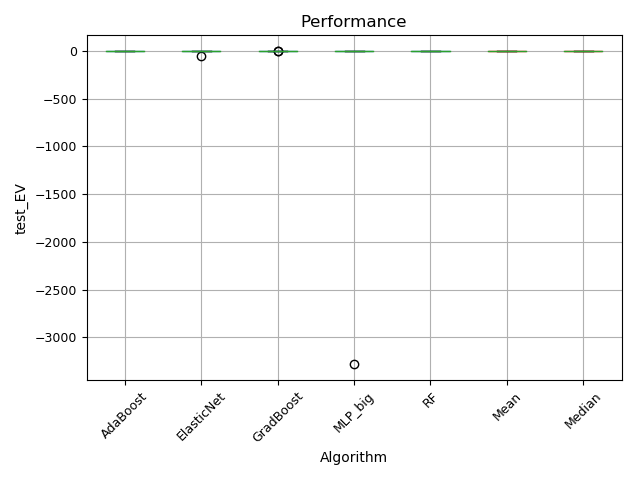 Performance
0
−500
−1000
−1500
−2000
−2500
−3000
test_EV
AdaBoost
ElasticNet
GradBoost
MLP_big
RF
Mean
Median
Algorithm